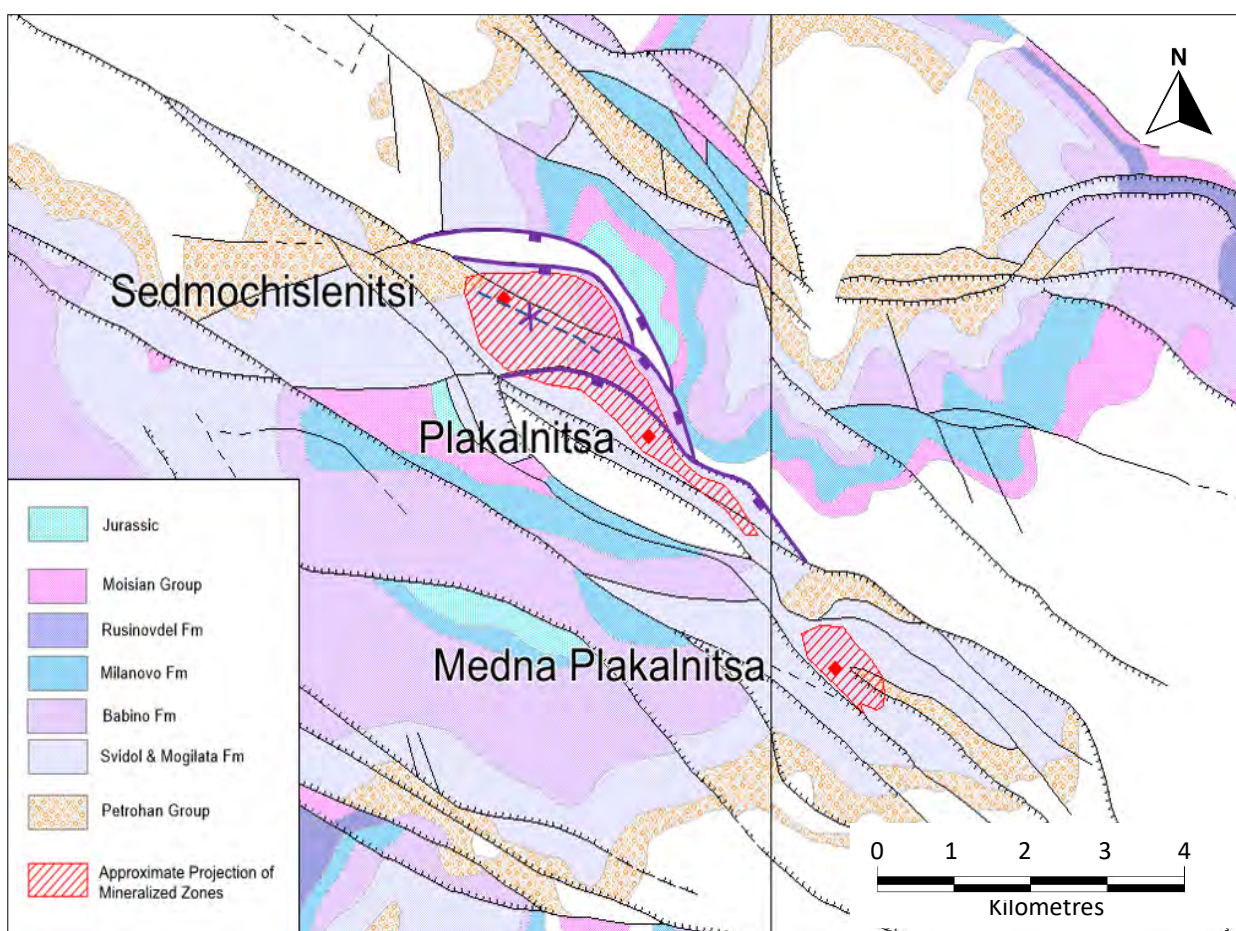 N
Sedmochislenitsi
Plakalnitsa
Medna Plakalnitsa
Jurassic
Moisian Group
Rusinovdel Fm
Milanovo Fm
Babino Fm
Svidol & Mogilata Fm
Petrohan Group
Approximate Projection of
Mineralized Zones
0 1 2 3 4
Kilometres